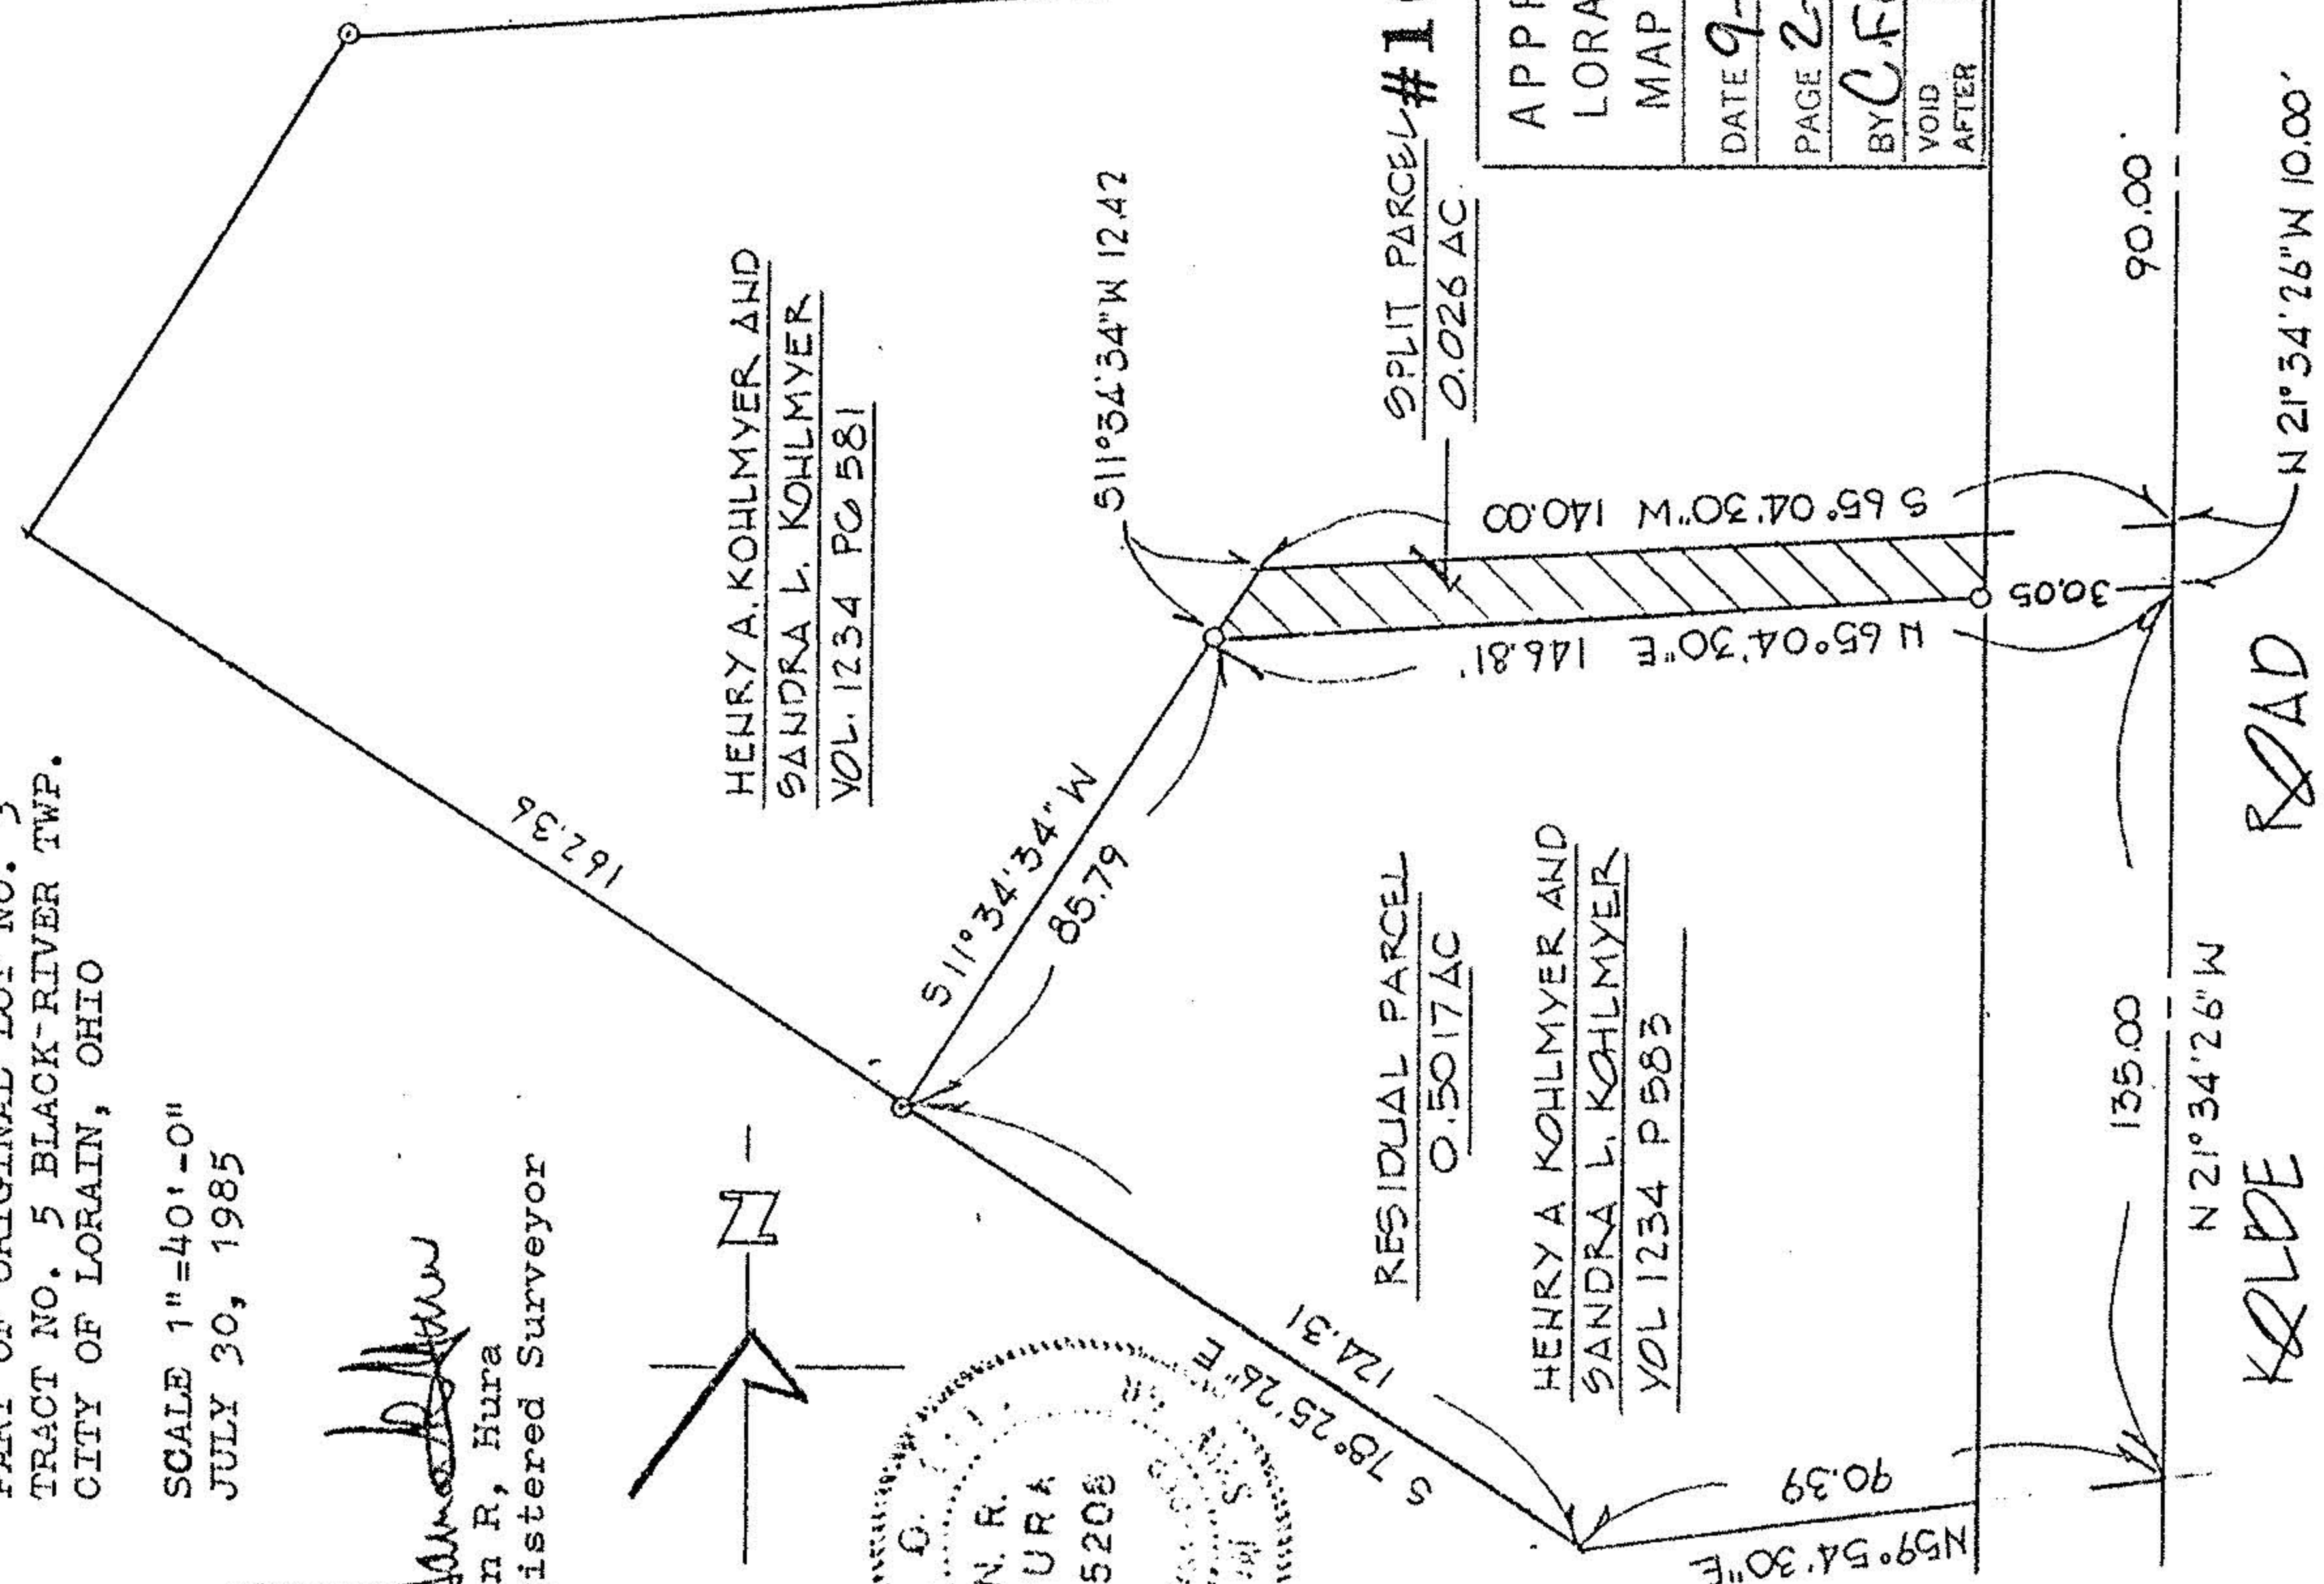 TRACT NO. 5 BLACK-RIVER TWP.
CITY OF LORAIN, OHIO
SCALE 1"=40'-0"
JULY 30, 1985
n R, Hura
istered Surveyor
N
O.
N. R.
URA
5208
162.36
HENRY A. KOHLMYER AND
SANDRA L. KOHLMYER
VOL. 1234 PG 581
S11°34'34"W 12.42
S 11°34'34" W
85.79
SPLIT PARCEL #1
0.026 AC
S 65°04'30"W 140.00
N 65°04'30"E 146.81'
30.05
RESIDUAL PARCEL
0.5017 AC
HENRY A KOHLMYER AND
SANDRA L. KOHLMYER
VOL 1234 P 583
S 78°25'26" E
124.31
90.39
N59°54'30"E
135.00
90.00'
N 21°34'26" W
N 21°34'26"W 10.00'
KOLDE ROAD
APP
LORA
MAP
DATE 9-
PAGE 2-
BY C.F
VOID
AFTER